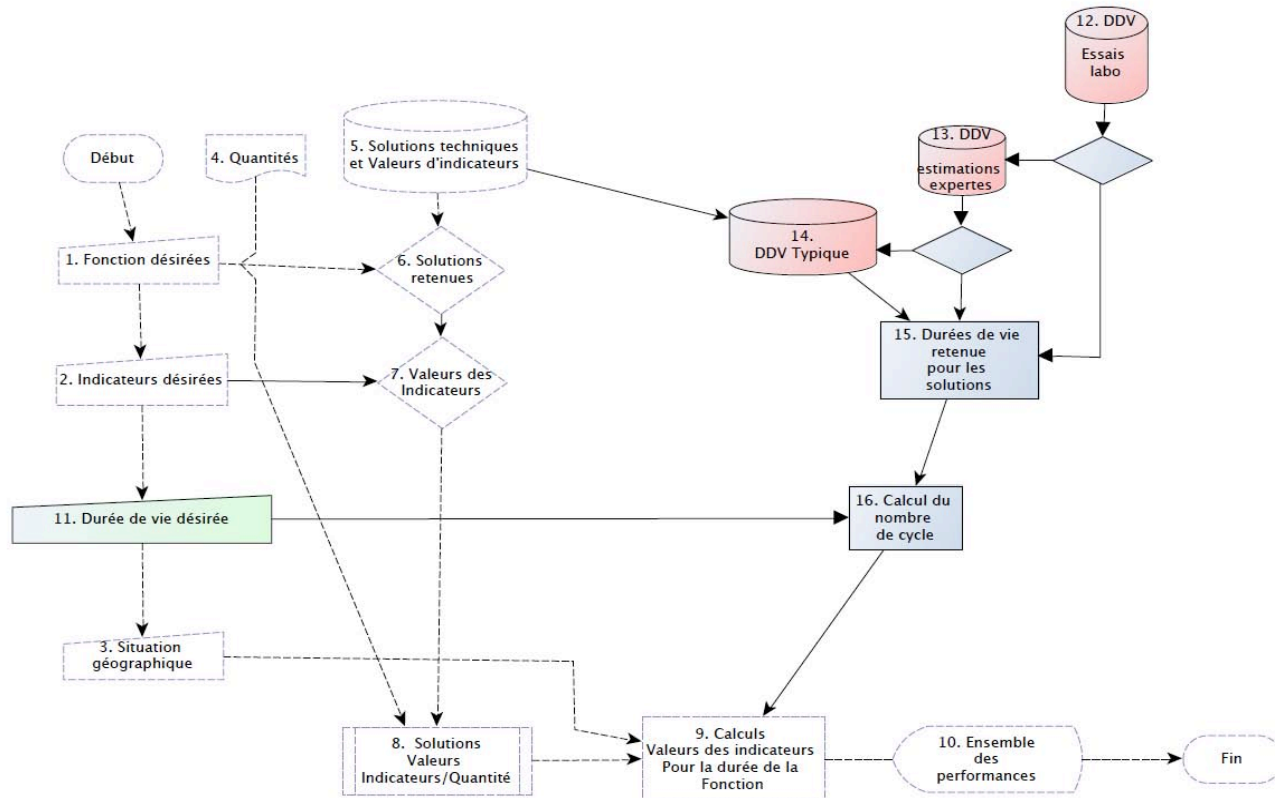 12. DDV
Essais
labo
13. DDV
estimations
expertes
Début
4. Quantités
5. Solutions techniques
et Valeurs d'indicateurs
14.
DDV Typique
1. Fonction désirées
6. Solutions
retenues
15. Durées de vie
retenue
pour les
solutions
2. Indicateurs désirées
7. Valeurs des
Indicateurs
11. Durée de vie désirée
16. Calcul du
nombre
de cycle
3. Situation
géographique
8. Solutions
Valeurs
Indicateurs/Quantité
9. Calculs
Valeurs des indicateurs
Pour la durée de la
Fonction
10. Ensemble
des
performances
Fin